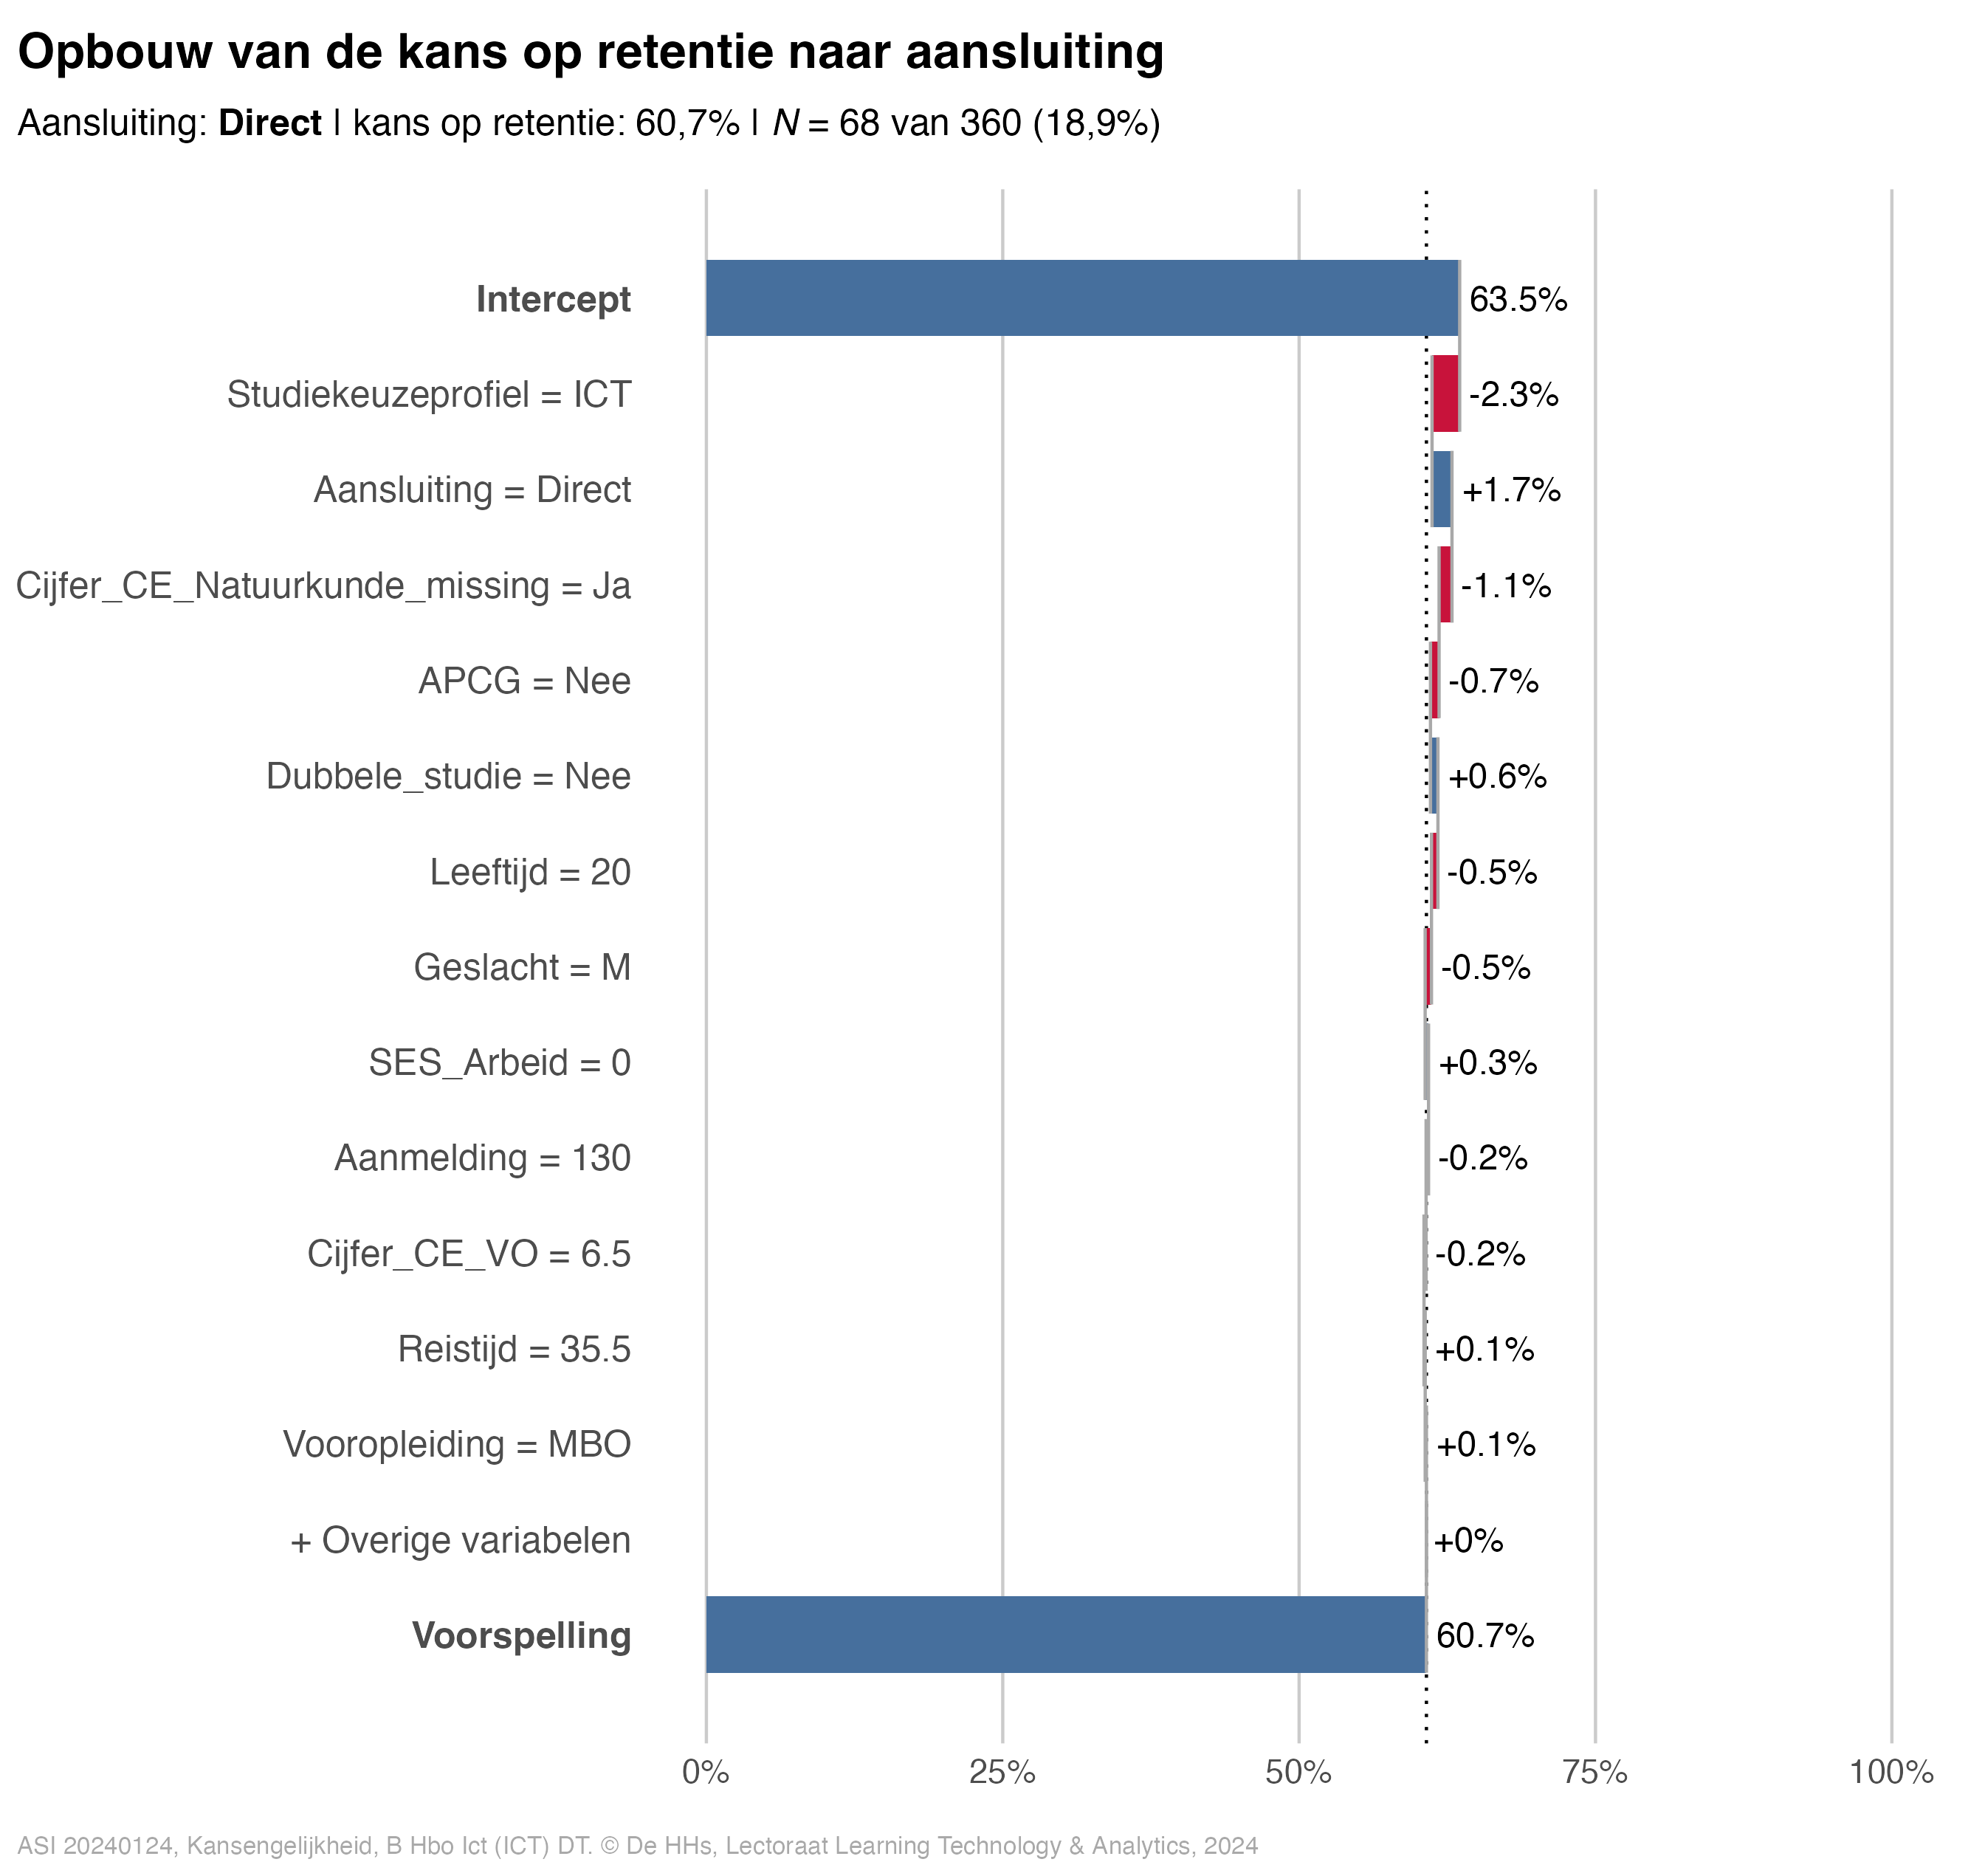 Opbouw van de kans op retentie naar aansluiting
Aansluiting: Direct | kans op retentie: 60,7% | N = 68 van 360 (18,9%)
Intercept 63.5%
Studiekeuzeprofiel = ICT -2.3%
Aansluiting = Direct +1.7%
Cijfer_CE_Natuurkunde_missing = Ja -1.1%
APCG = Nee -0.7%
Dubbele_studie = Nee +0.6%
Leeftijd = 20 -0.5%
Geslacht = M -0.5%
SES_Arbeid = 0 +0.3%
Aanmelding = 130 -0.2%
Cijfer_CE_VO = 6.5 -0.2%
Reistijd = 35.5 +0.1%
Vooropleiding = MBO +0.1%
+ Overige variabelen +0%
Voorspelling 60.7%
0% 25% 50% 75% 100%
ASI 20240124, Kansengelijkheid, B Hbo Ict (ICT) DT. © De HHs, Lectoraat Learning Technology & Analytics, 2024